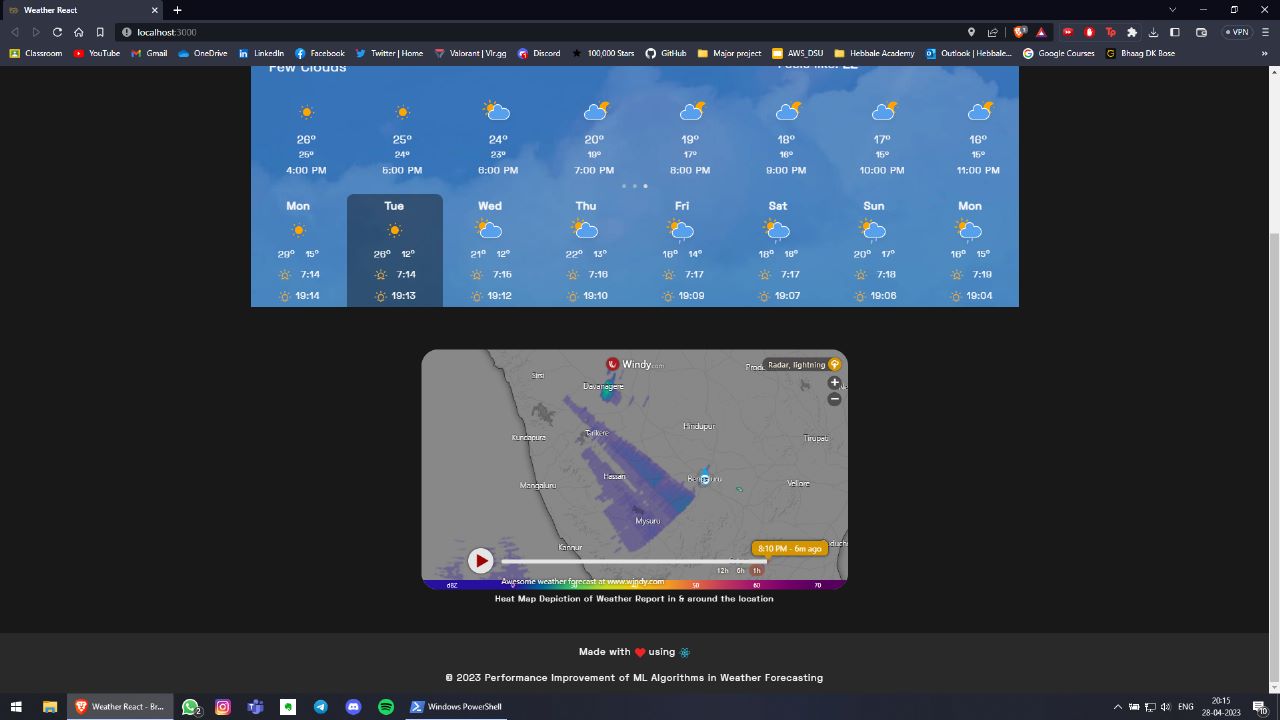 Weather React
localhost:3000
VPN
Classroom YouTube Gmail OneDrive LinkedIn Facebook Twitter | Home Valorant | Vlr.gg Discord 100,000 Stars GitHub Major project AWS_DSU Hebbale Academy Outlook | Hebbale... Google Courses Bhaag DK Bose
Few Clouds
26° 25° 24° 20° 19° 18° 17° 16°
25° 24° 23° 19° 17° 16° 15° 15°
4:00 PM 5:00 PM 6:00 PM 7:00 PM 8:00 PM 9:00 PM 10:00 PM 11:00 PM
Mon Tue Wed Thu Fri Sat Sun Mon
29° 15° 26° 12° 21° 12° 22° 13° 16° 14° 18° 18° 20° 17° 16° 15°
7:14 7:14 7:15 7:16 7:17 7:17 7:18 7:19
19:14 19:13 19:12 19:10 19:09 19:07 19:06 19:04
Windy.com
Radar, lightning
Sirsi
Davanagere
Hindupur
Tarikere
Kundapura
Tirupati
Hassan
Bengaluru
Mangaluru
Vellore
Mysuru
Kannur
8:10 PM - 6m ago
12h 6h 1h
Awesome weather forecast at www.windy.com
dBZ 0 50 60 70
Heat Map Depiction of Weather Report in & around the location
Made with using
© 2023 Performance Improvement of ML Algorithms in Weather Forecasting
Weather React - Br...
2
Windows PowerShell
ENG
20:15
28-04-2023
10